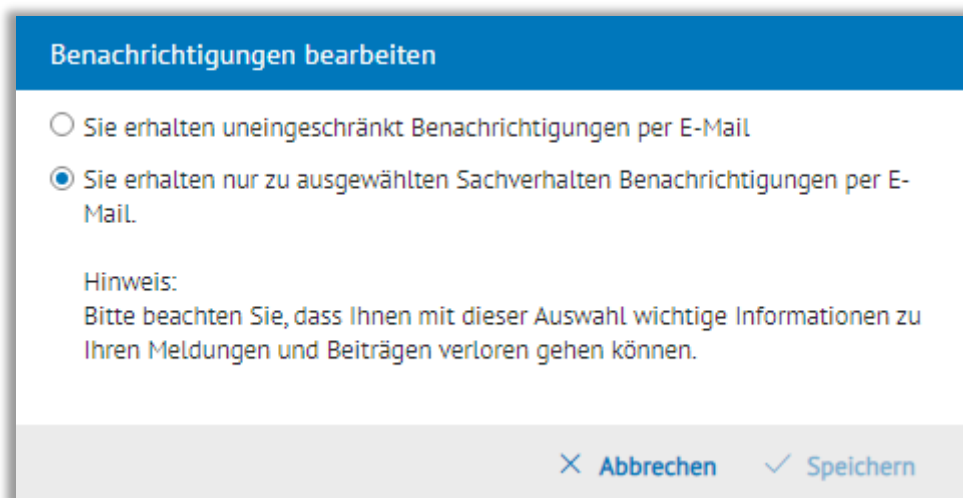 Benachrichtigungen bearbeiten
Sie erhalten uneingeschränkt Benachrichtigungen per E-Mail
Sie erhalten nur zu ausgewählten Sachverhalten Benachrichtigungen per E-
Mail.
Hinweis:
Bitte beachten Sie, dass Ihnen mit dieser Auswahl wichtige Informationen zu
Ihren Meldungen und Beiträgen verloren gehen können.
Abbrechen Speichern